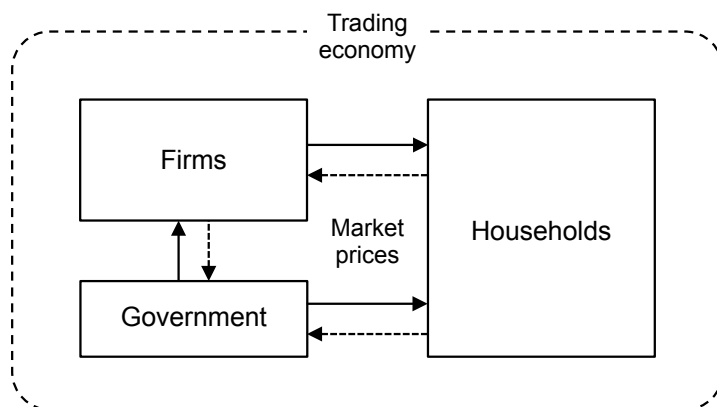 Trading
economy
Firms
Market
prices
Households
Government